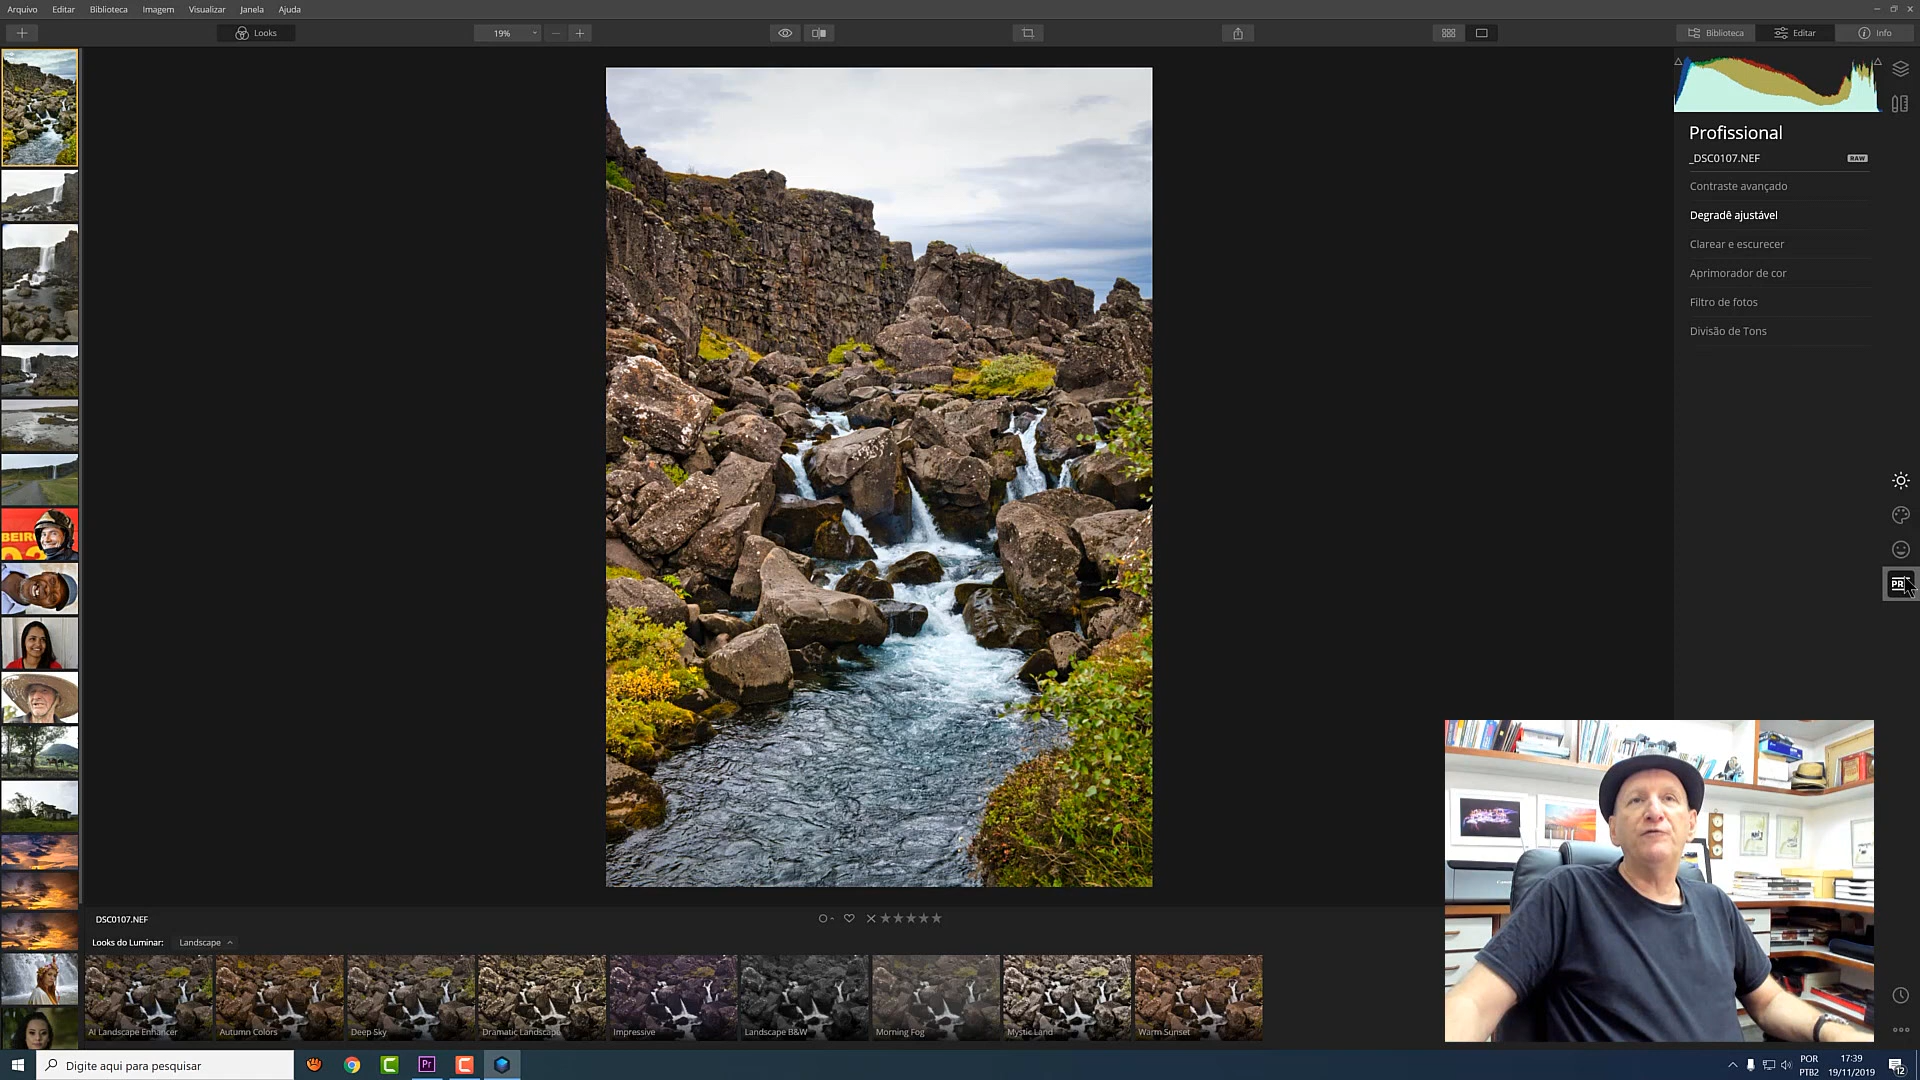 Arquivo Editar Biblioteca Imagem Visualizar Janela Ajuda
Looks 19% Biblioteca Editar Info
Profissional
_DSC0107.NEF RAW
Contraste avançado
Degradê ajustável
Clarear e escurecer
Aprimorador de cor
Filtro de fotos
Divisão de Tons
DSC0107.NEF
Looks do Luminar: Landscape
AI Landscape Enhancer Autumn Colors Deep Sky Dramatic Landscape Impressive Landscape B&W Morning Fog Mystic Land Warm Sunset
Digite aqui para pesquisar
Pr
POR 17:39
PTB2 19/11/2019
12